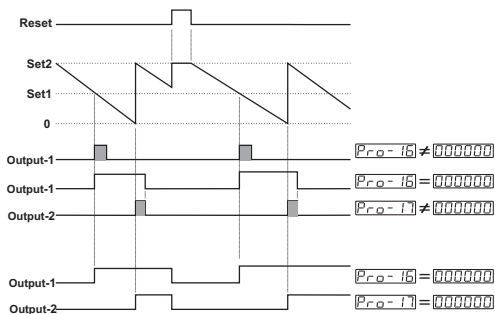 Reset
Set2
Set1
0
Output-1 Pro-16 ≠ 000000
Output-1 Pro-16 = 000000
Output-2 Pro-17 ≠ 000000
Output-1 Pro-16 = 000000
Output-2 Pro-17 = 000000